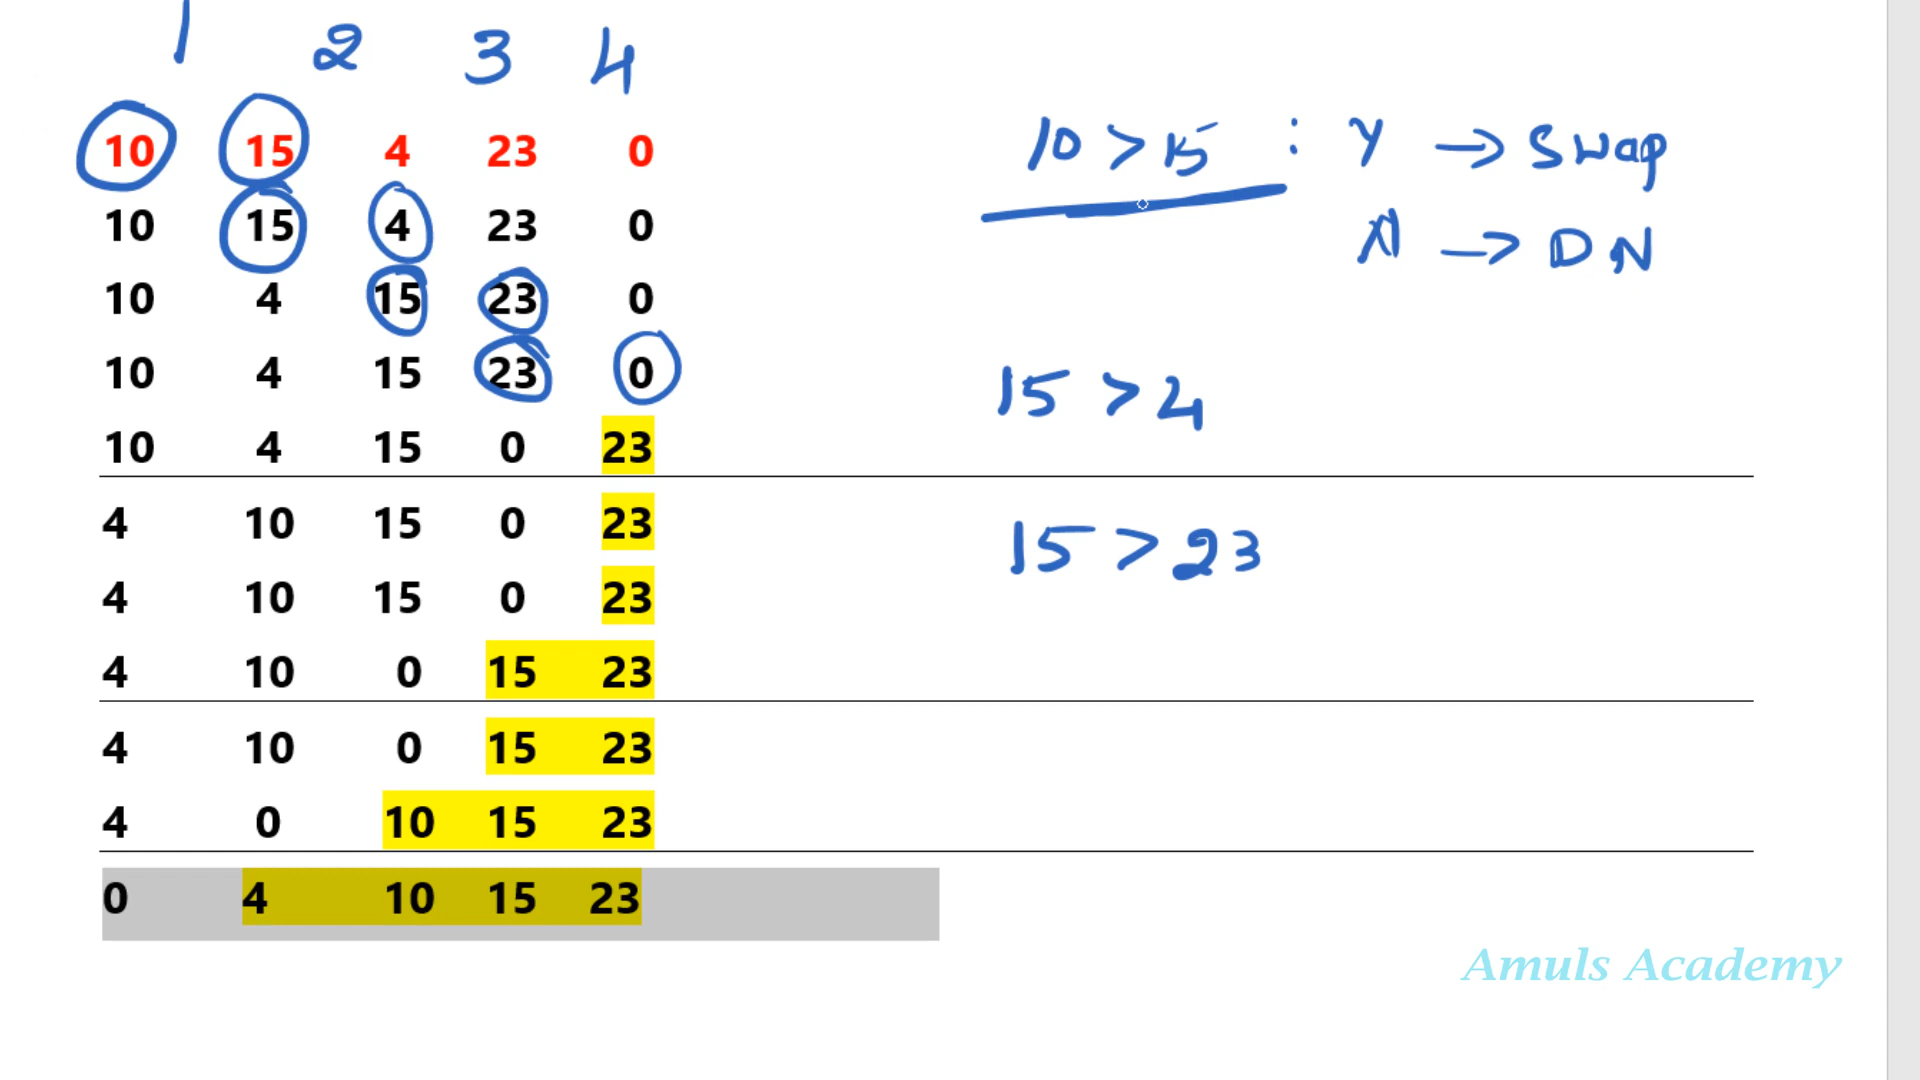 1 2 3 4
10 15 4 23 0
10 > 15 : Y → Swap
10 15 4 23 0
N → DN
10 4 15 23 0
10 4 15 23 0
15 > 4
10 4 15 0 23
4 10 15 0 23
15 > 23
4 10 15 0 23
4 10 0 15 23
4 10 0 15 23
4 0 10 15 23
0 4 10 15 23
Amuls Academy